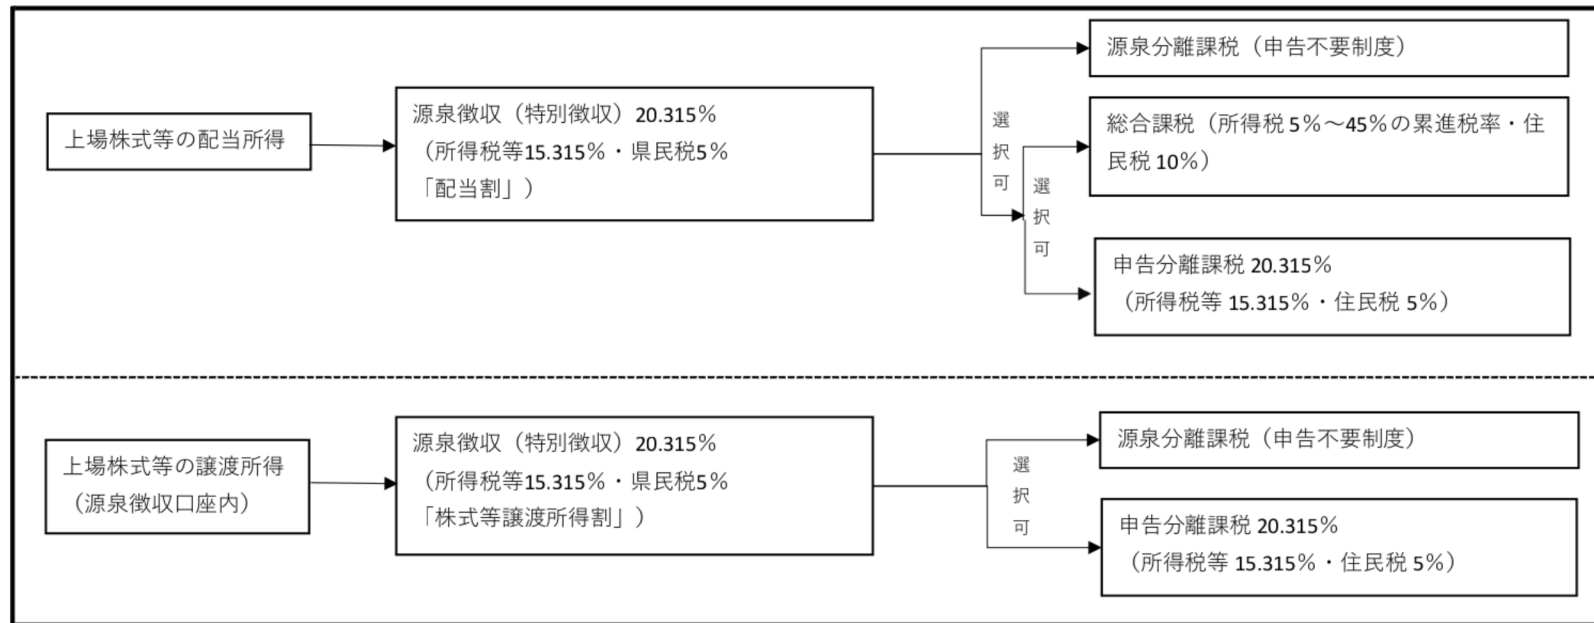 上場株式等の配当所得
源泉徴収（特別徴収）20.315％
（所得税等15.315％・県民税5％
「配当割」）
選
択
可
選
択
可
源泉分離課税（申告不要制度）
総合課税（所得税 5％～45％の累進税率・住
民税 10％）
申告分離課税 20.315％
（所得税等 15.315％・住民税 5％）
上場株式等の譲渡所得
（源泉徴収口座内）
源泉徴収（特別徴収）20.315％
（所得税等15.315％・県民税5％
「株式等譲渡所得割」）
選
択
可
源泉分離課税（申告不要制度）
申告分離課税 20.315％
（所得税等 15.315％・住民税 5％）